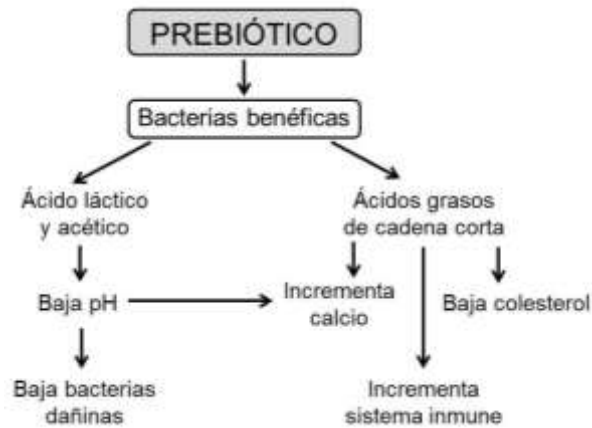 PREBIÓTICO
Bacterias benéficas
Ácido láctico
y acético
Ácidos grasos
de cadena corta
Baja pH
Incrementa
calcio
Baja colesterol
Baja bacterias
dañinas
Incrementa
sistema inmune